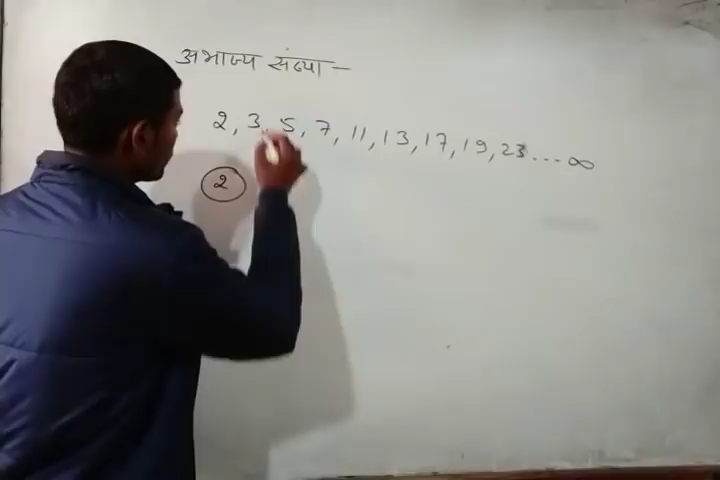 अभाज्य संख्या —
2, 3, 5, 7, 11, 13, 17, 19, 23 ... ∞
2